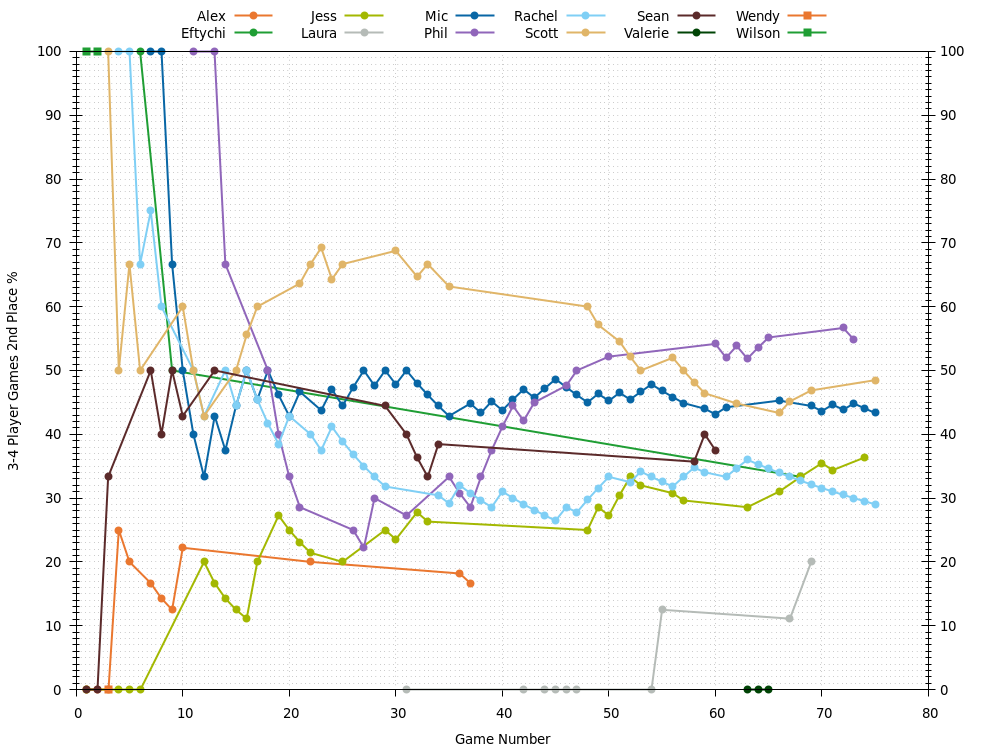 Alex Jess Mic Rachel Sean Wendy
Eftychi Laura Phil Scott Valerie Wilson
100 100
90 90
80 80
70 70
60 60
50 50
40 40
30 30
20 20
10 10
0 0
0 10 20 30 40 50 60 70 80
3-4 Player Games 2nd Place %
Game Number